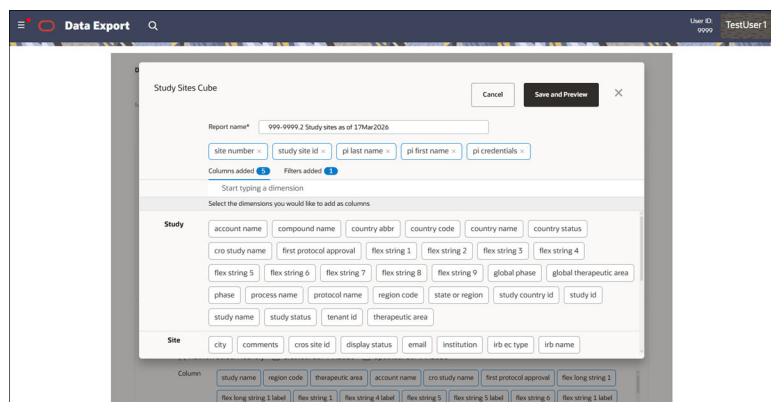 Data Export
User ID:
9999
TestUser1
Study Sites Cube
Cancel
Save and Preview
Report name*
999-9999.2 Study sites as of 17Mar2026
site number × study site id × pi last name × pi first name × pi credentials ×
Columns added 5 Filters added 1
Start typing a dimension
Select the dimensions you would like to add as columns
Study
account name compound name country abbr country code country name country status
cro study name first protocol approval flex string 1 flex string 2 flex string 3 flex string 4
flex string 5 flex string 6 flex string 7 flex string 8 flex string 9 global phase global therapeutic area
phase process name protocol name region code state or region study country id study id
study name study status tenant id therapeutic area
Site
city comments cros site id display status email institution irb ec type irb name
Column
study name region code therapeutic area account name cro study name first protocol approval flex long string 1
flex long string 1 label flex string 1 flex string 4 label flex string 5 flex string 5 label flex string 6 flex string 1 label